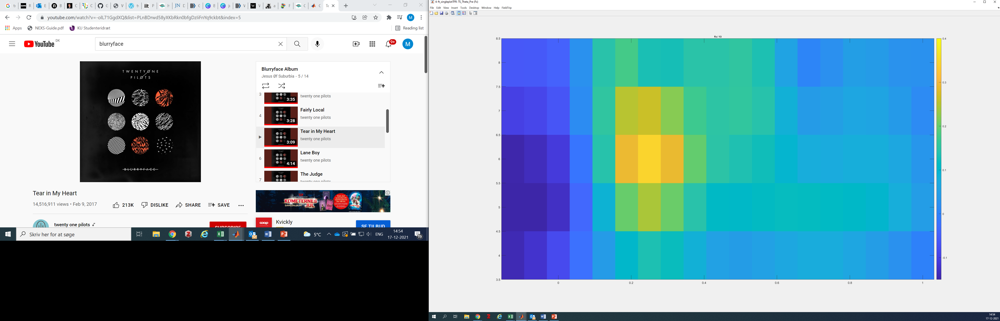 youtube.com/watch?v=-oIL71GgdXQ&list=PLnBDrwd58yXKbRkn0bfgDzIiFnYq9ckbt&index=5
Apps NEXS-Guide.pdf KU Studenteridræt Reading list
YouTube DK
blurryface
9+
M
TWENTY ONE
PILOTS
BLURRYFACE
Blurryface Album
Jesus Øf Suburbia - 5 / 14
3
3:35
twenty one pilots
4
3:28
Fairly Local
twenty one pilots
3:09
Tear in My Heart
twenty one pilots
6
4:14
Lane Boy
twenty one pilots
7
The Judge
twenty one pilots
Tear in My Heart
14,516,911 views • Feb 9, 2017
213K DISLIKE SHARE SAVE
twenty one pilots
SUBSCRIBE
KOMETERNES
SAMLEALBUM JUL
coop
Kvickly
SE TILBUD
Skriv her for at søge
5°C
ENG
14:54
17-12-2021
19
4: ft_singleplotTFR: TS_Theta_Pre (Fz)
File Edit View Insert Tools Desktop Window Help FieldTrip
Fz / 13
8.5
8
7.5
7
6.5
6
5.5
5
4.5
4
3.5
0 0.2 0.4 0.6 0.8 1
0.4
0.3
0.2
0.1
0
-0.1
14:54
17-12-2021